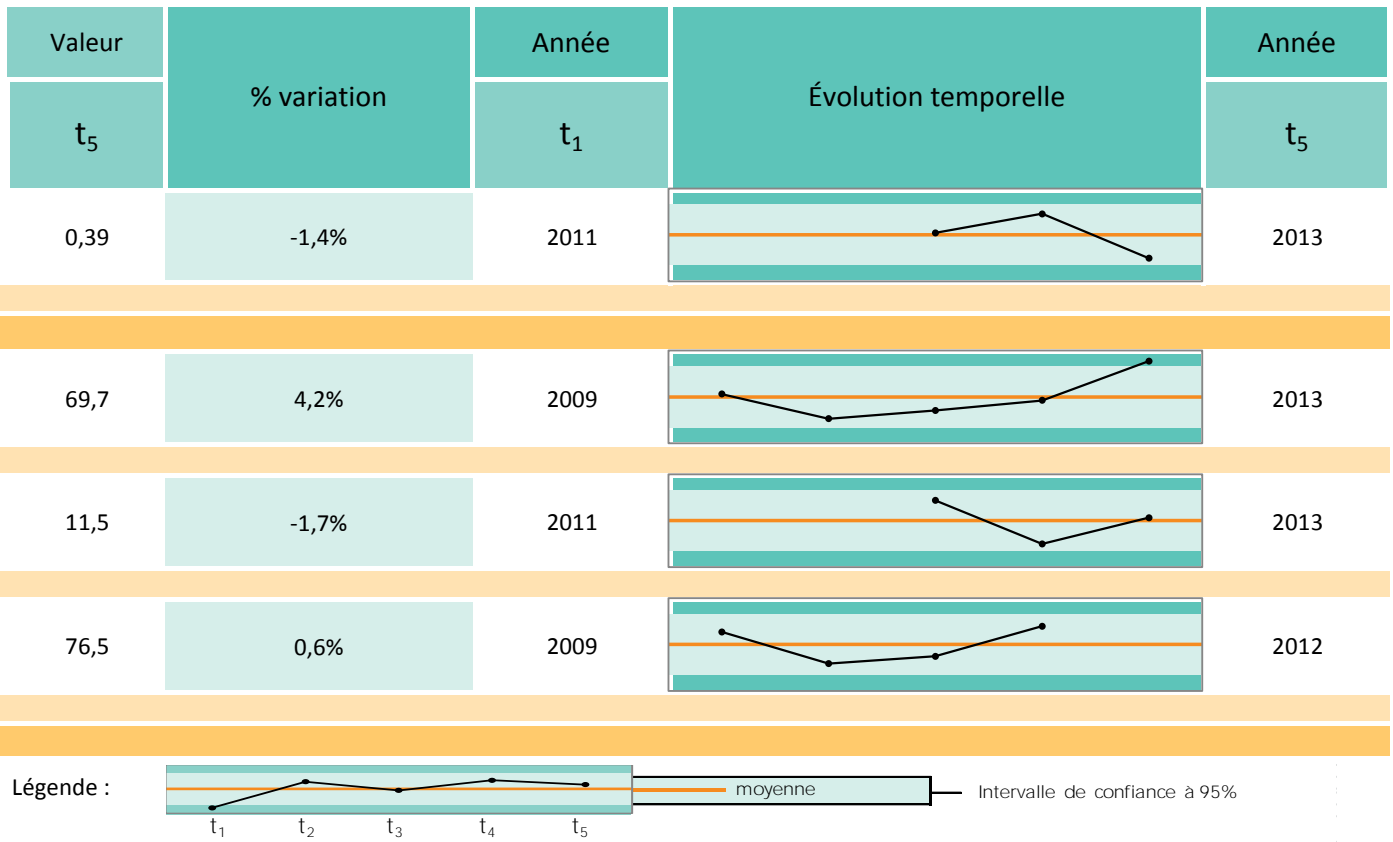 Valeur
% variation
Année
Évolution temporelle
Année
t₅
t₁
t₅
0,39 -1,4% 2011 2013
69,7 4,2% 2009 2013
11,5 -1,7% 2011 2013
76,5 0,6% 2009 2012
Légende :
moyenne
Intervalle de confiance à 95%
t₁ t₂ t₃ t₄ t₅